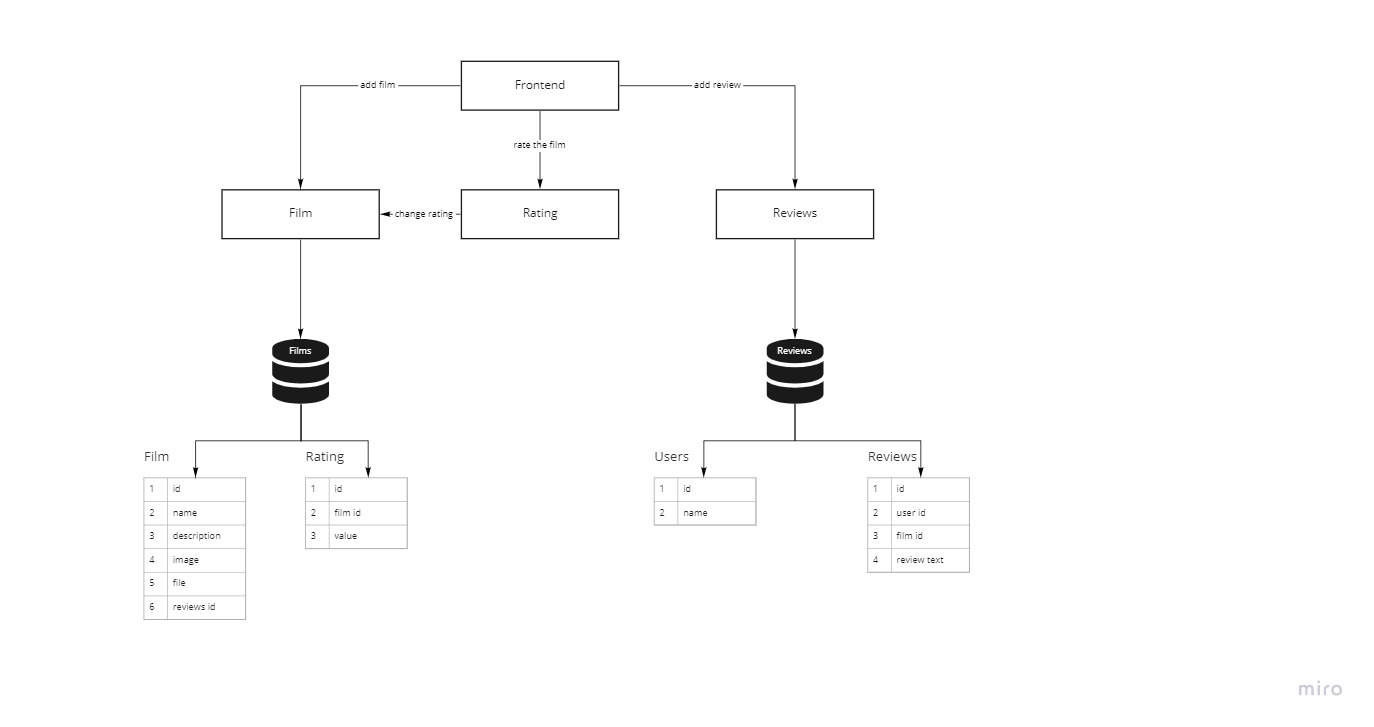 Frontend
add film
add review
rate the film
Film
change rating
Rating
Reviews
Films
Reviews
Film
1 id
2 name
3 description
4 image
5 file
6 reviews id
Rating
1 id
2 film id
3 value
Users
1 id
2 name
Reviews
1 id
2 user id
3 film id
4 review text
miro